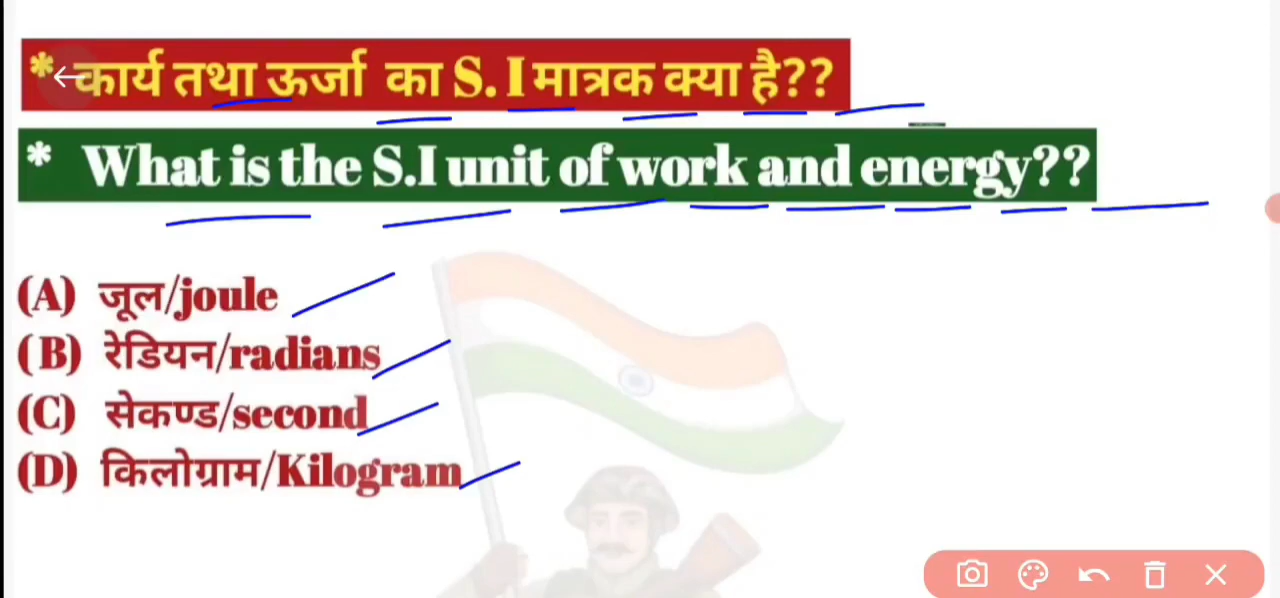 * कार्य तथा ऊर्जा का S.I मात्रक क्या है??
* What is the S.I unit of work and energy??
(A) जूल/joule
(B) रेडियन/radians
(C) सेकण्ड/second
(D) किलोग्राम/Kilogram